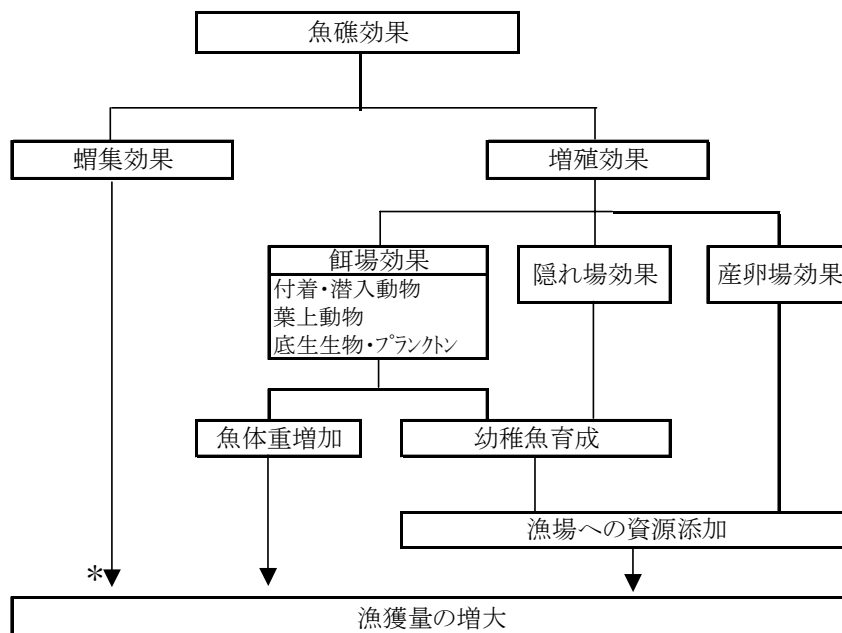 魚礁効果
蝟集効果
増殖効果
餌場効果
付着・潜入動物
葉上動物
底生生物・プランクトン
隠れ場効果
産卵場効果
魚体重増加
幼稚魚育成
漁場への資源添加
*
漁獲量の増大